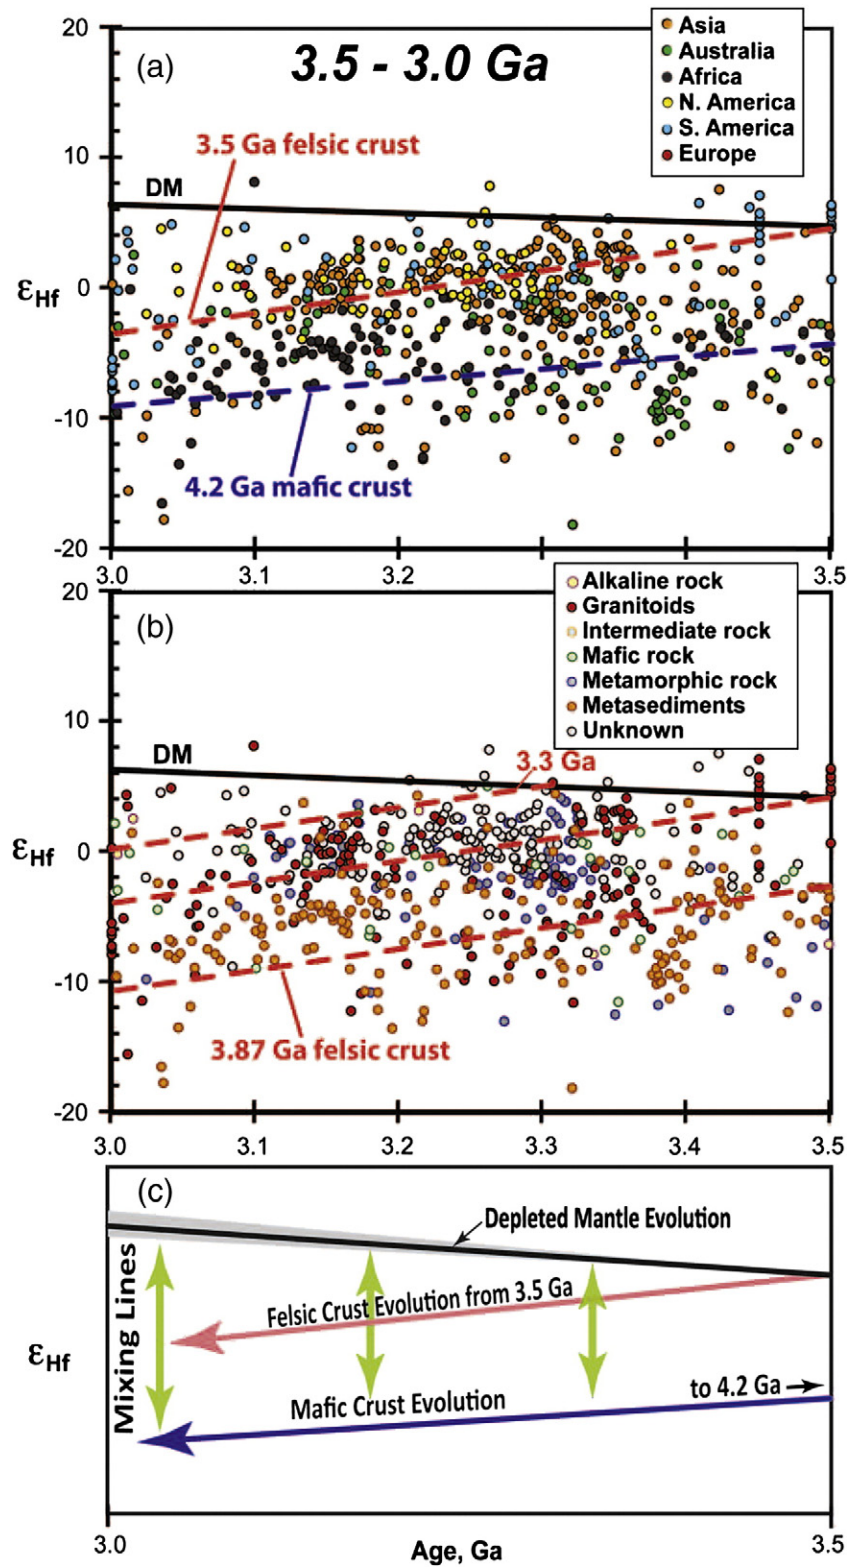 20
10
0
-10
-20
εHf
(a)
3.5 - 3.0 Ga
Asia
Australia
Africa
N. America
S. America
Europe
3.5 Ga felsic crust
DM
4.2 Ga mafic crust
3.0
3.1
3.2
3.5
20
10
0
-10
-20
εHf
(b)
Alkaline rock
Granitoids
Intermediate rock
Mafic rock
Metamorphic rock
Metasediments
Unknown
DM
3.3 Ga
3.87 Ga felsic crust
3.0
3.1
3.2
3.3
3.4
3.5
(c)
εHf
Depleted Mantle Evolution
Mixing Lines
Felsic Crust Evolution from 3.5 Ga
to 4.2 Ga
Mafic Crust Evolution
3.0
Age, Ga
3.5